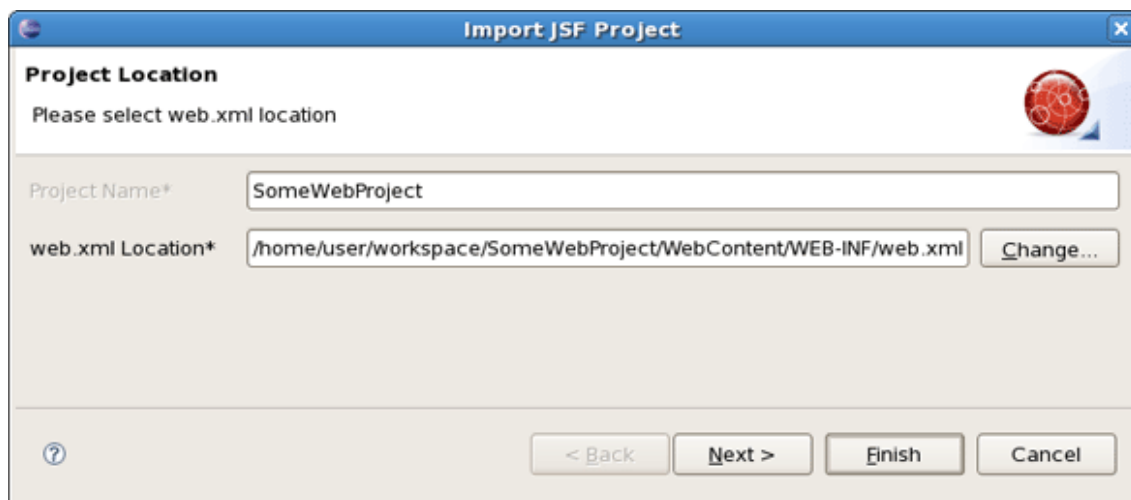 Import JSF Project
Project Location
Please select web.xml location
Project Name* SomeWebProject
web.xml Location* /home/user/workspace/SomeWebProject/WebContent/WEB-INF/web.xml Change...
< Back Next > Finish Cancel